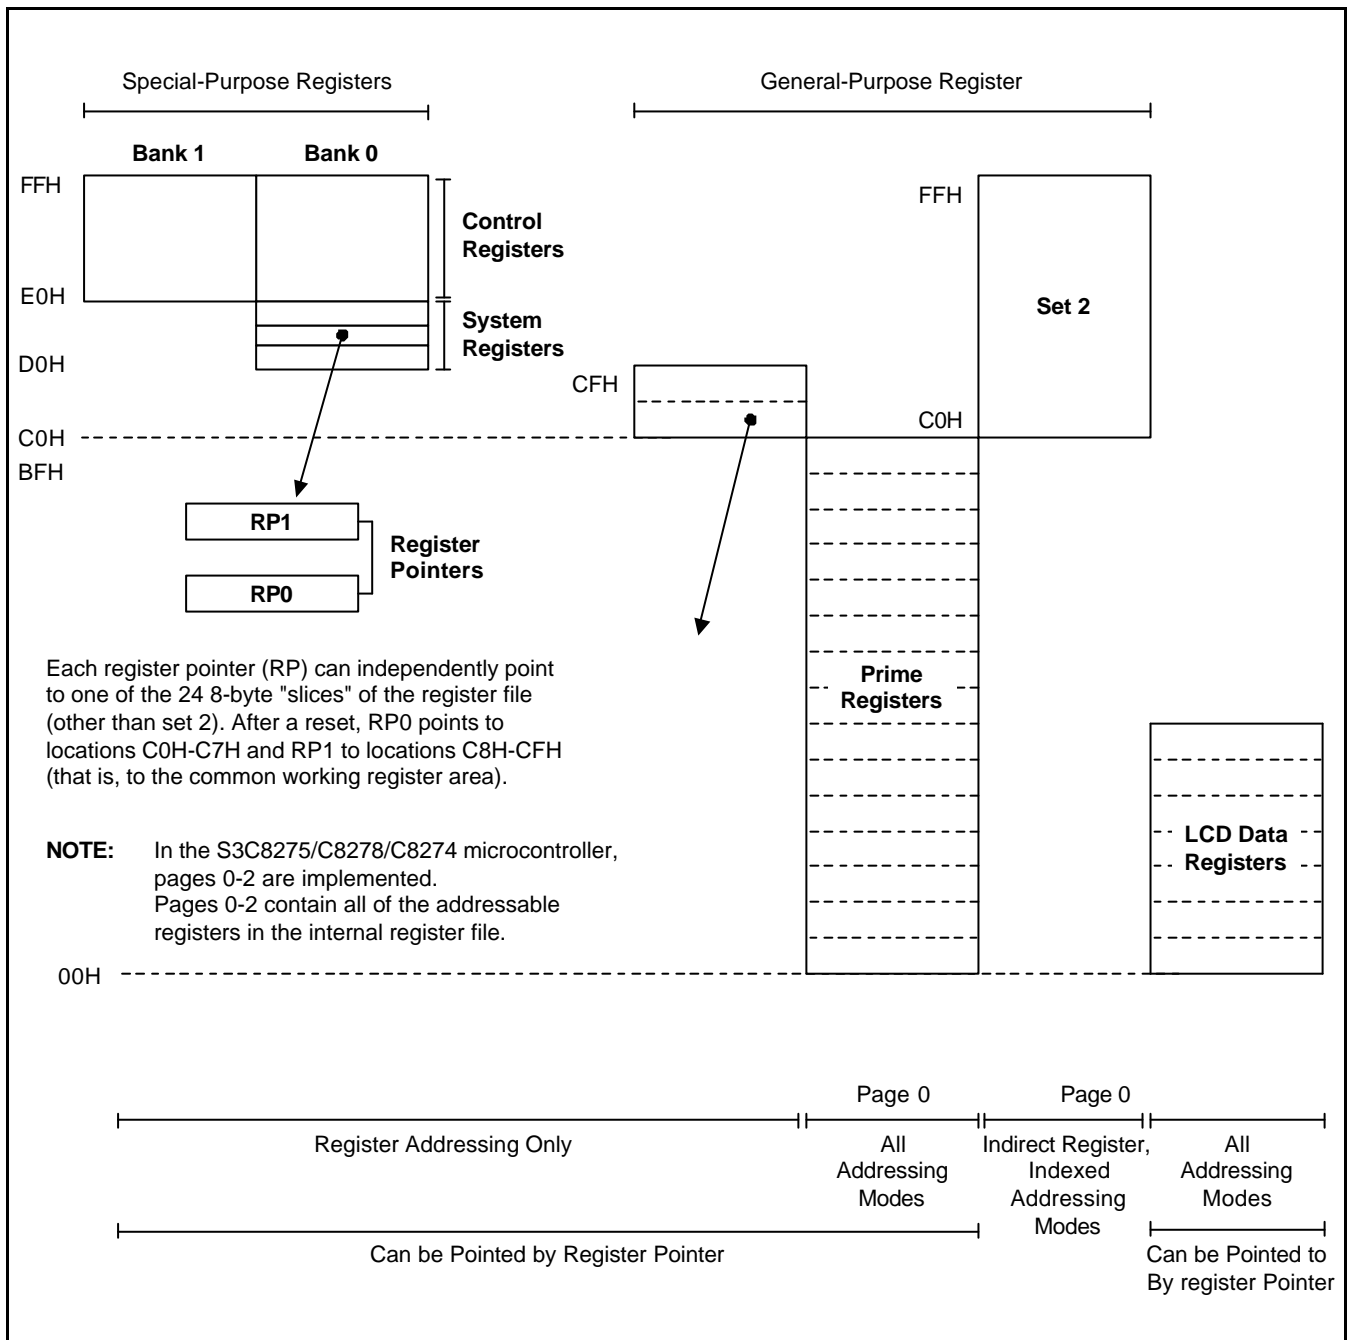 Special-Purpose Registers
General-Purpose Register
Bank 1
Bank 0
FFH
FFH
Control
Registers
E0H
Set 2
System
Registers
D0H
CFH
C0H
C0H
BFH
RP1
Register
Pointers
RP0
Each register pointer (RP) can independently point
to one of the 24 8-byte "slices" of the register file
(other than set 2). After a reset, RP0 points to
locations C0H-C7H and RP1 to locations C8H-CFH
(that is, to the common working register area).
Prime
Registers
NOTE: In the S3C8275/C8278/C8274 microcontroller,
pages 0-2 are implemented.
Pages 0-2 contain all of the addressable
registers in the internal register file.
LCD Data
Registers
00H
Page 0
Page 0
Register Addressing Only
All
Addressing
Modes
Indirect Register,
Indexed
Addressing
Modes
All
Addressing
Modes
Can be Pointed by Register Pointer
Can be Pointed to
By register Pointer